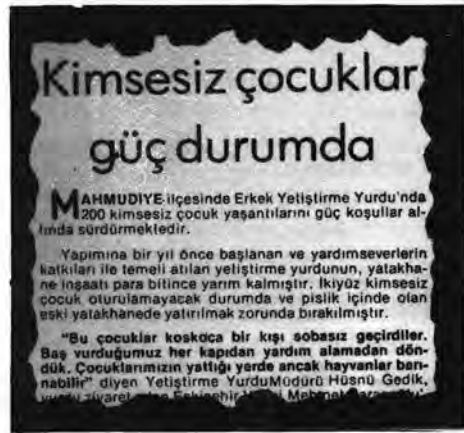 Kimsesiz çocuklar
güç durumda
MAHMUDİYE ilçesinde Erkek Yetiştirme Yurdu'nda
200 kimsesiz çocuk yaşantılarını güç koşullar al-
tında sürdürmektedir.
Yapımına bir yıl önce başlanan ve yardımseverlerin
katkıları ile temeli atılan yetiştirme yurdunun, yatakha-
ne inşaatı para bitince yarım kalmıştır. İkiyüz kimsesiz
çocuk oturulamayacak durumda ve pislik içinde olan
eski yatakhanede yatırılmak zorunda bırakılmıştır.
"Bu çocuklar koskoca bir kışı sobasız geçirdiler.
Baş vurduğumuz her kapıdan yardım alamadan dön-
dük. Çocuklarımızın yattığı yerde ancak hayvanlar barı-
nabilir" diyen Yetiştirme Yurdu Müdürü Hüsnü Gedik,